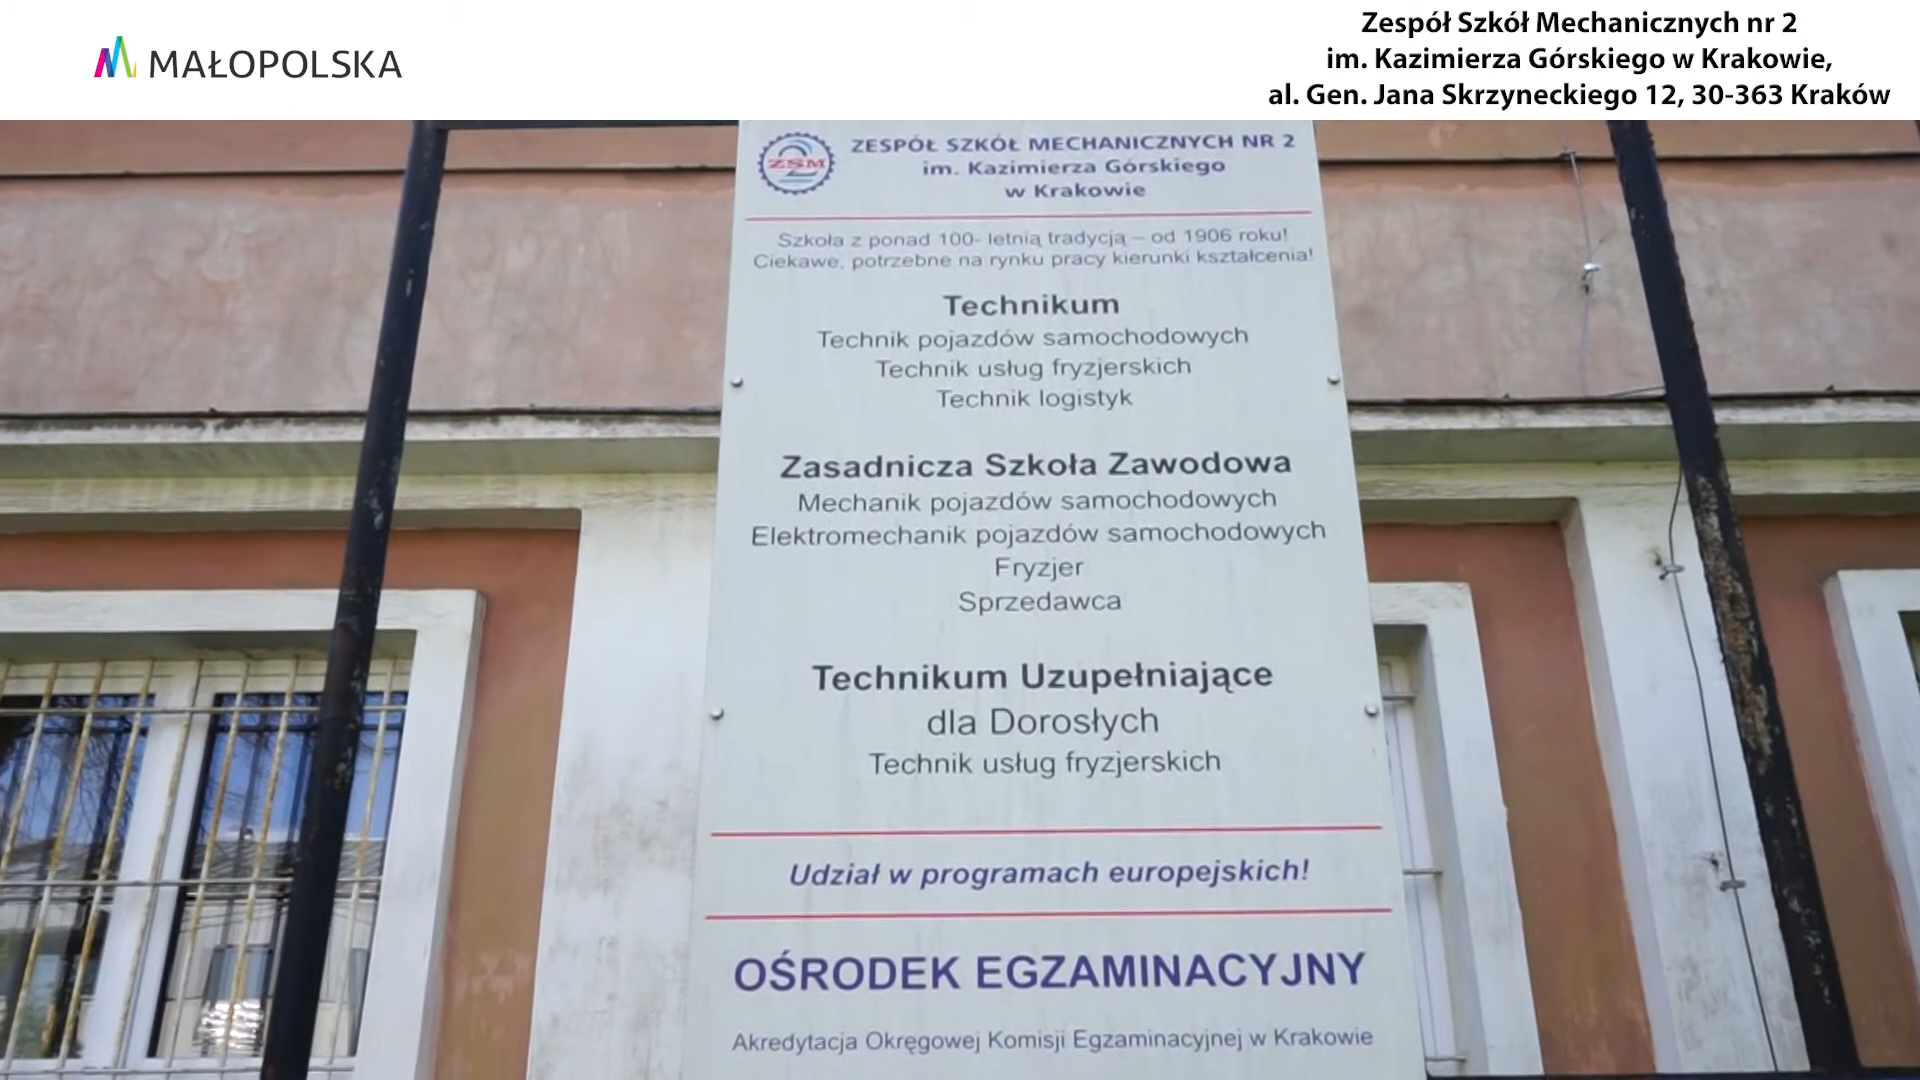 MAŁOPOLSKA
Zespół Szkół Mechanicznych nr 2
im. Kazimierza Górskiego w Krakowie,
al. Gen. Jana Skrzyneckiego 12, 30-363 Kraków
ZSM 2
ZESPÓŁ SZKÓŁ MECHANICZNYCH NR 2
im. Kazimierza Górskiego
w Krakowie
Szkoła z ponad 100- letnią tradycją – od 1906 roku!
Ciekawe, potrzebne na rynku pracy kierunki kształcenia!
Technikum
Technik pojazdów samochodowych
Technik usług fryzjerskich
Technik logistyk
Zasadnicza Szkoła Zawodowa
Mechanik pojazdów samochodowych
Elektromechanik pojazdów samochodowych
Fryzjer
Sprzedawca
Technikum Uzupełniające
dla Dorosłych
Technik usług fryzjerskich
Udział w programach europejskich!
OŚRODEK EGZAMINACYJNY
Akredytacja Okręgowej Komisji Egzaminacyjnej w Krakowie